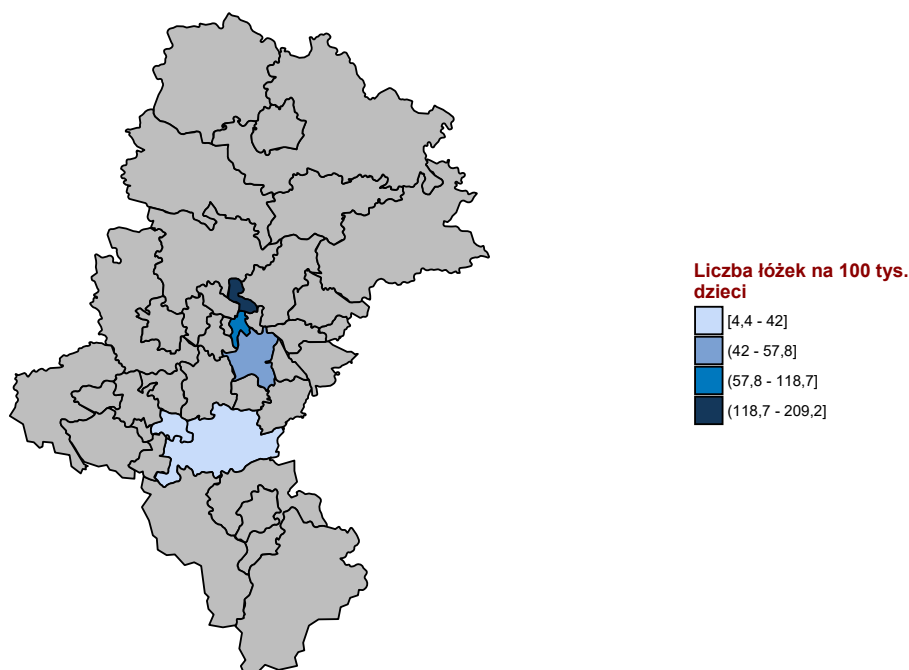 Liczba łóżek na 100 tys.
dzieci
[4,4 - 42]
(42 - 57,8]
(57,8 - 118,7]
(118,7 - 209,2]